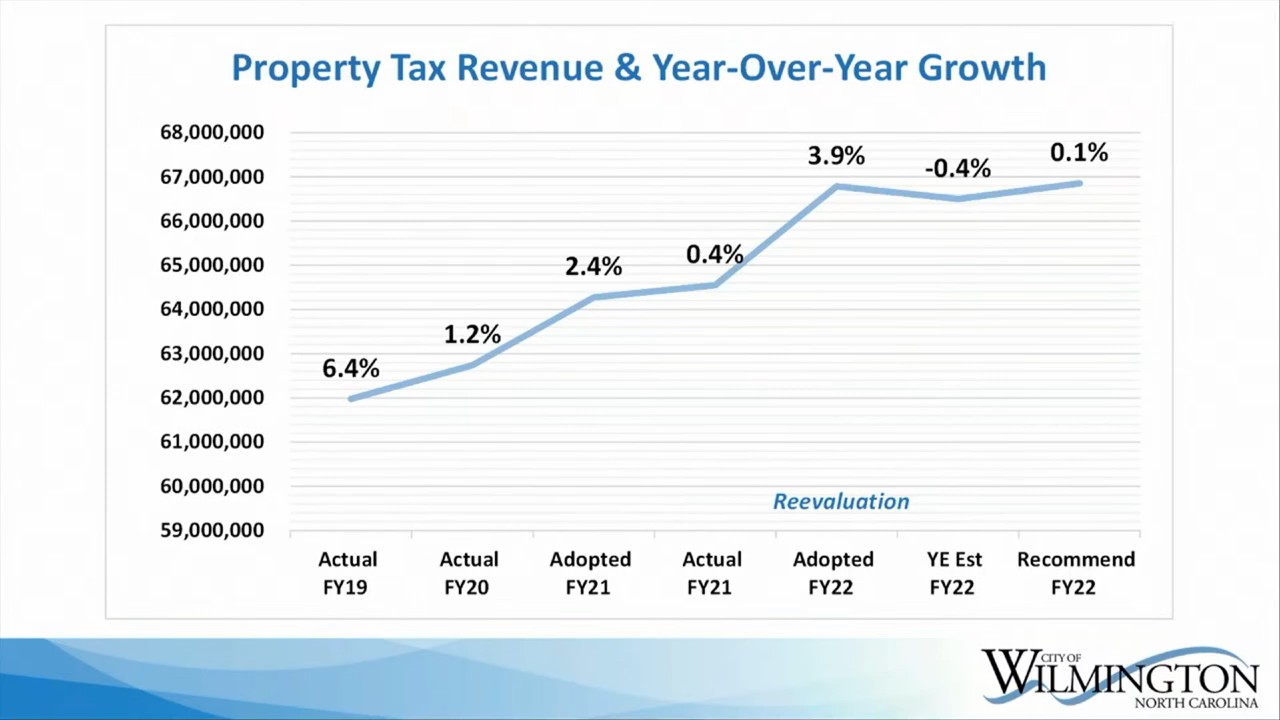 Property Tax Revenue & Year-Over-Year Growth
68,000,000
67,000,000
66,000,000
65,000,000
64,000,000
63,000,000
62,000,000
61,000,000
60,000,000
59,000,000
6.4%
1.2%
2.4%
0.4%
3.9%
-0.4%
0.1%
Reevaluation
Actual
FY19
Actual
FY20
Adopted
FY21
Actual
FY21
Adopted
FY22
YE Est
FY22
Recommend
FY22
CITY OF
WILMINGTON
NORTH CAROLINA